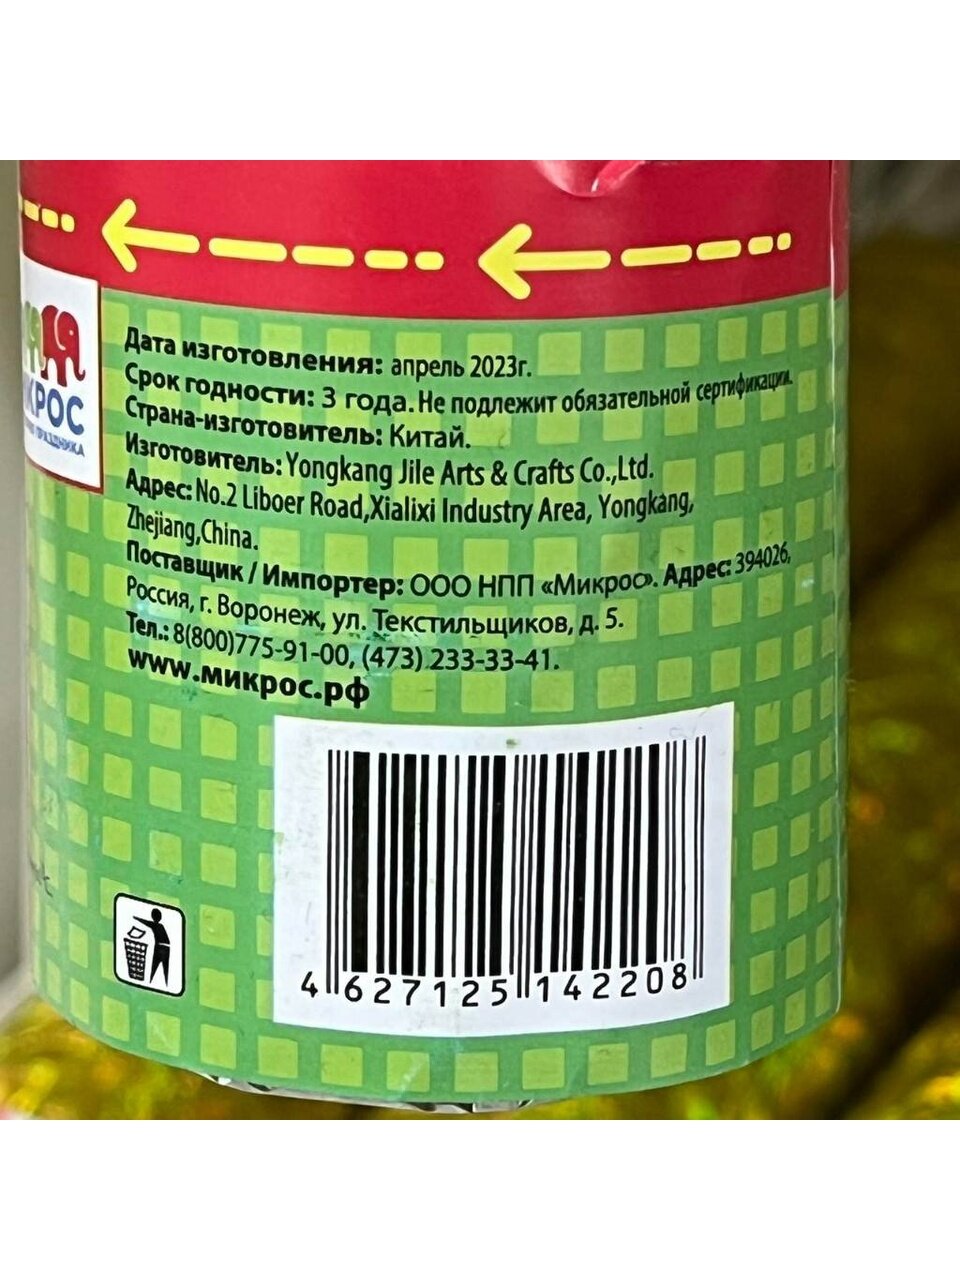 Дата изготовления: апрель 2023г.
Срок годности: 3 года. Не подлежит обязательной сертификации.
Страна-изготовитель: Китай.
Изготовитель: Yongkang Jile Arts & Crafts Co.,Ltd.
Адрес: No.2 Liboer Road,Xialixi Industry Area, Yongkang,
Zhejiang,China.
Поставщик / Импортер: ООО НПП «Микрос». Адрес: 394026,
Россия, г. Воронеж, ул. Текстильщиков, д. 5.
Тел.: 8(800)775-91-00, (473) 233-33-41.
www.микрос.рф
КРОС
ПРАЗДНИКА
4 627125 142208